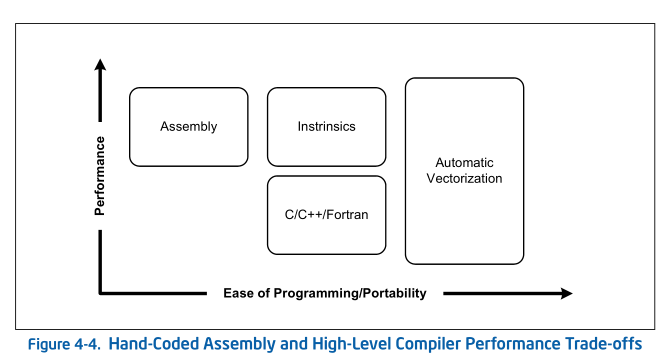 Assembly
Instrinsics
Automatic
Vectorization
C/C++/Fortran
Performance
Ease of Programming/Portability
Figure 4-4. Hand-Coded Assembly and High-Level Compiler Performance Trade-offs